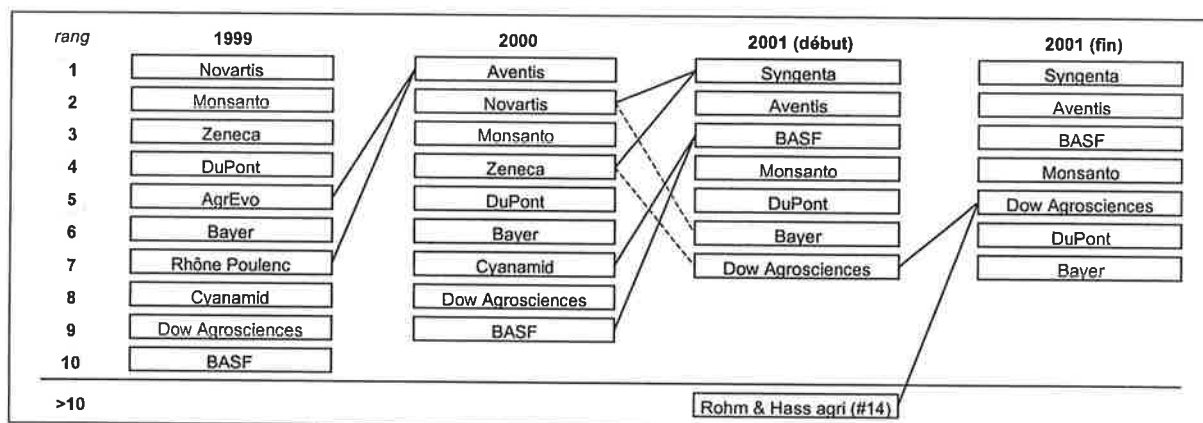 rang 1999 2000 2001 (début) 2001 (fin)
1 Novartis Aventis Syngenta Syngenta
2 Monsanto Novartis Aventis Aventis
3 Zeneca Monsanto BASF BASF
4 DuPont Zeneca Monsanto Monsanto
5 AgrEvo DuPont DuPont Dow Agrosciences
6 Bayer Bayer Bayer DuPont
7 Rhône Poulenc Cyanamid Dow Agrosciences Bayer
8 Cyanamid Dow Agrosciences
9 Dow Agrosciences BASF
10 BASF
>10 Rohm & Hass agri (#14)